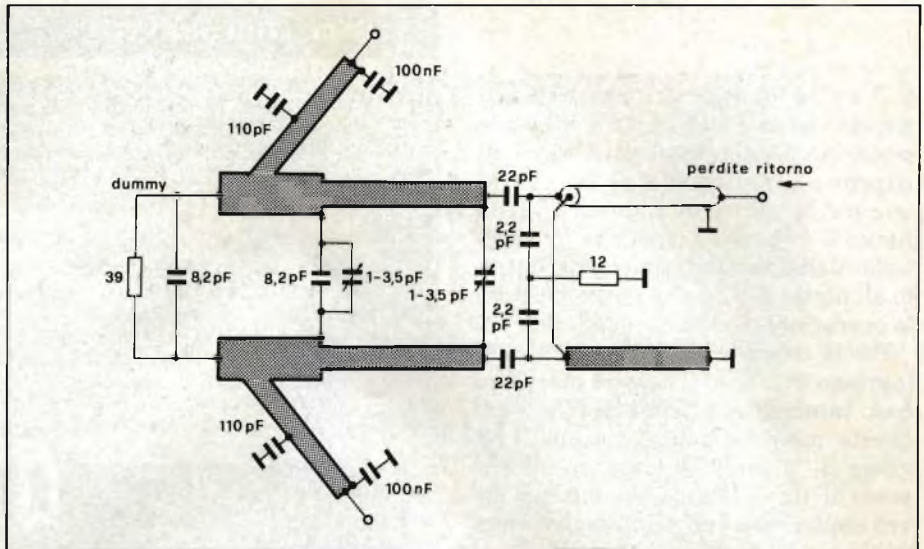 100nF
110pF
dummy
22pF
perdite ritorno
2,2
pF
39
8,2pF
8,2pF
1-3,5pF
1-3,5 pF
12
2,2
pF
22pF
110pF
100nF